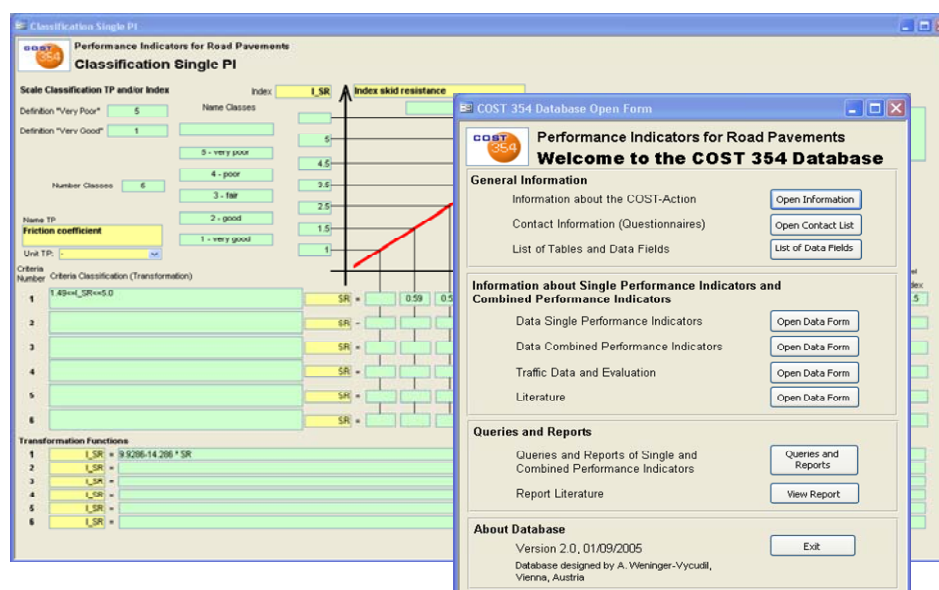 Classification Single PI
COST 354
Performance Indicators for Road Pavements
Classification Single PI
Scale Classification TP and/or Index
Index
I_SR
Index skid resistance
Definition "Very Poor"
5
Name Classes
Definition "Very Good"
1
5
5 - very poor
4.5
4 - poor
Number Classes
3.5
3 - fair
2.5
Name TP
2 - good
Friction coefficient
1.5
1 - very good
Unit TP:
-
1
Criteria Number
Criteria Classification (Transformation)
1
1.49<=I_SR<=5.0
SR =
0.59
0.5
2
SR =
3
SR =
4
SR =
5
SR =
6
SR =
Transformation Functions
1 I_SR = 9.9286-14.286 * SR
2 I_SR =
3 I_SR =
4 I_SR =
5 I_SR =
6 I_SR =
COST 354 Database Open Form
COST 354
Performance Indicators for Road Pavements
Welcome to the COST 354 Database
General Information
Information about the COST-Action
Open Information
Contact Information (Questionnaires)
Open Contact List
List of Tables and Data Fields
List of Data Fields
Information about Single Performance Indicators and
Combined Performance Indicators
Data Single Performance Indicators
Open Data Form
Data Combined Performance Indicators
Open Data Form
Traffic Data and Evaluation
Open Data Form
Literature
Open Data Form
Queries and Reports
Queries and Reports of Single and
Combined Performance Indicators
Queries and
Reports
Report Literature
View Report
About Database
Version 2.0, 01/09/2005
Exit
Database designed by A. Weninger-Vycudil,
Vienna, Austria